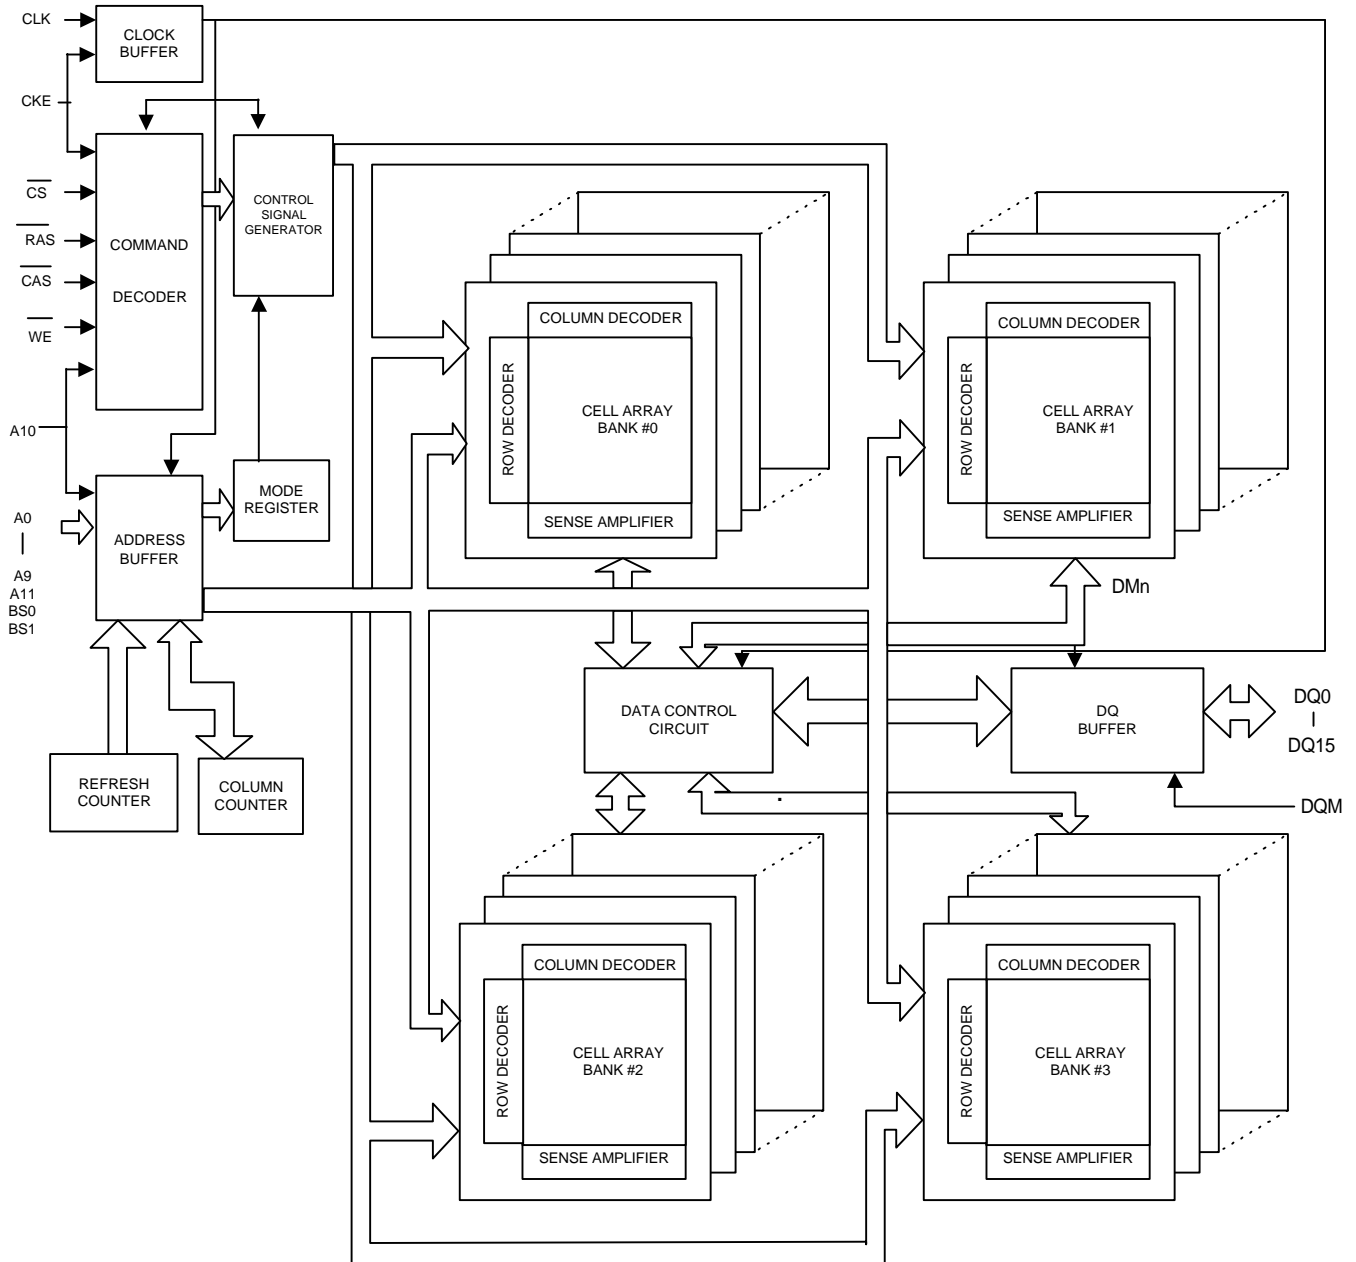 CLK
CLOCK
BUFFER
CKE
CS
RAS
CAS
WE
COMMAND
DECODER
CONTROL
SIGNAL
GENERATOR
A10
MODE
REGISTER
A0
A9
A11
BS0
BS1
ADDRESS
BUFFER
REFRESH
COUNTER
COLUMN
COUNTER
COLUMN DECODER
ROW DECODER
CELL ARRAY
BANK #0
SENSE AMPLIFIER
COLUMN DECODER
ROW DECODER
CELL ARRAY
BANK #1
SENSE AMPLIFIER
DMn
DATA CONTROL
CIRCUIT
DQ
BUFFER
DQ0
DQ15
DQM
COLUMN DECODER
ROW DECODER
CELL ARRAY
BANK #2
SENSE AMPLIFIER
COLUMN DECODER
ROW DECODER
CELL ARRAY
BANK #3
SENSE AMPLIFIER